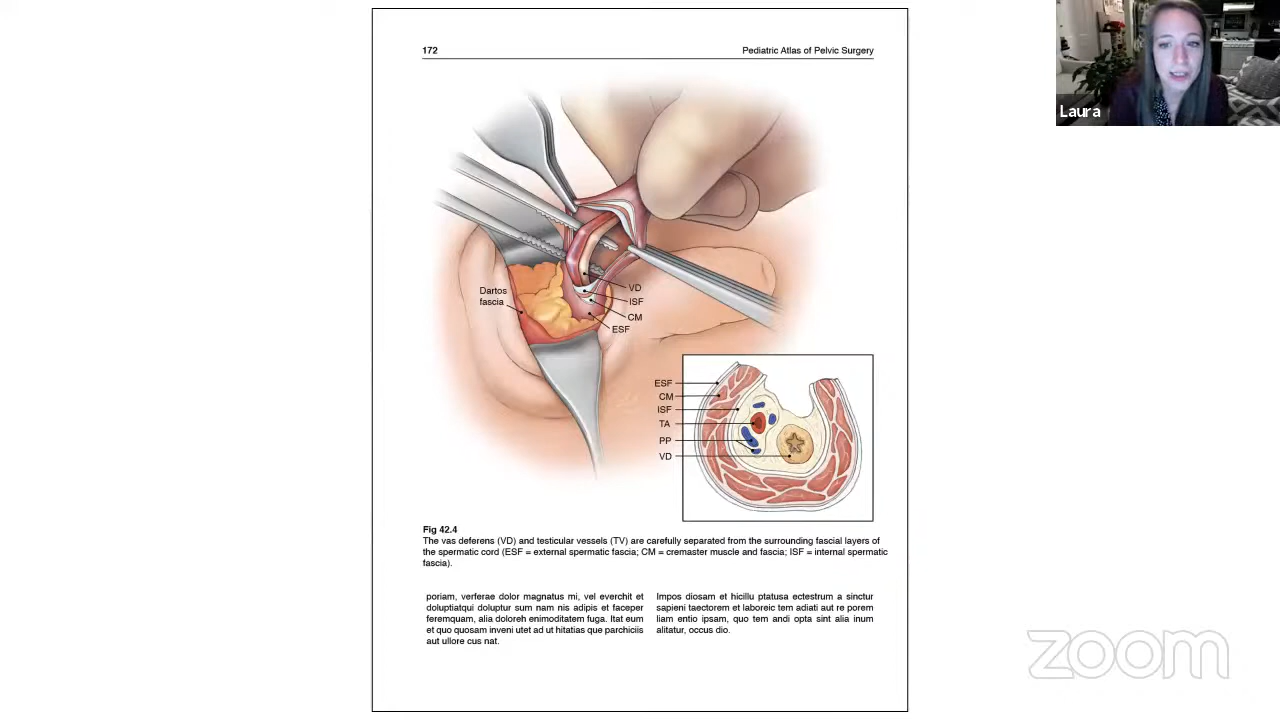 172
Pediatric Atlas of Pelvic Surgery
Laura
Dartos
fascia
VD
ISF
CM
ESF
ESF
CM
ISF
TA
PP
VD
Fig 42.4
The vas deferens (VD) and testicular vessels (TV) are carefully separated from the surrounding fascial layers of
the spermatic cord (ESF = external spermatic fascia; CM = cremaster muscle and fascia; ISF = internal spermatic
fascia).
poriam, verferae dolor magnatus mi, vel everchit et
doluptiatqui doluptur sum nam nis adipis et faceper
feremquam, alia doloreh enimoditatem fuga. Itat eum
et quo quosam inveni utet ad ut hitatias que parchiciis
aut ullore cus nat.
Impos diosam et hicillu ptatusa ectestrum a sinctur
sapieni taectorem et laboreic tem adiati aut re porem
liam entio ipsam, quo tem andi opta sint alia inum
alitatur, occus dio.
zoom